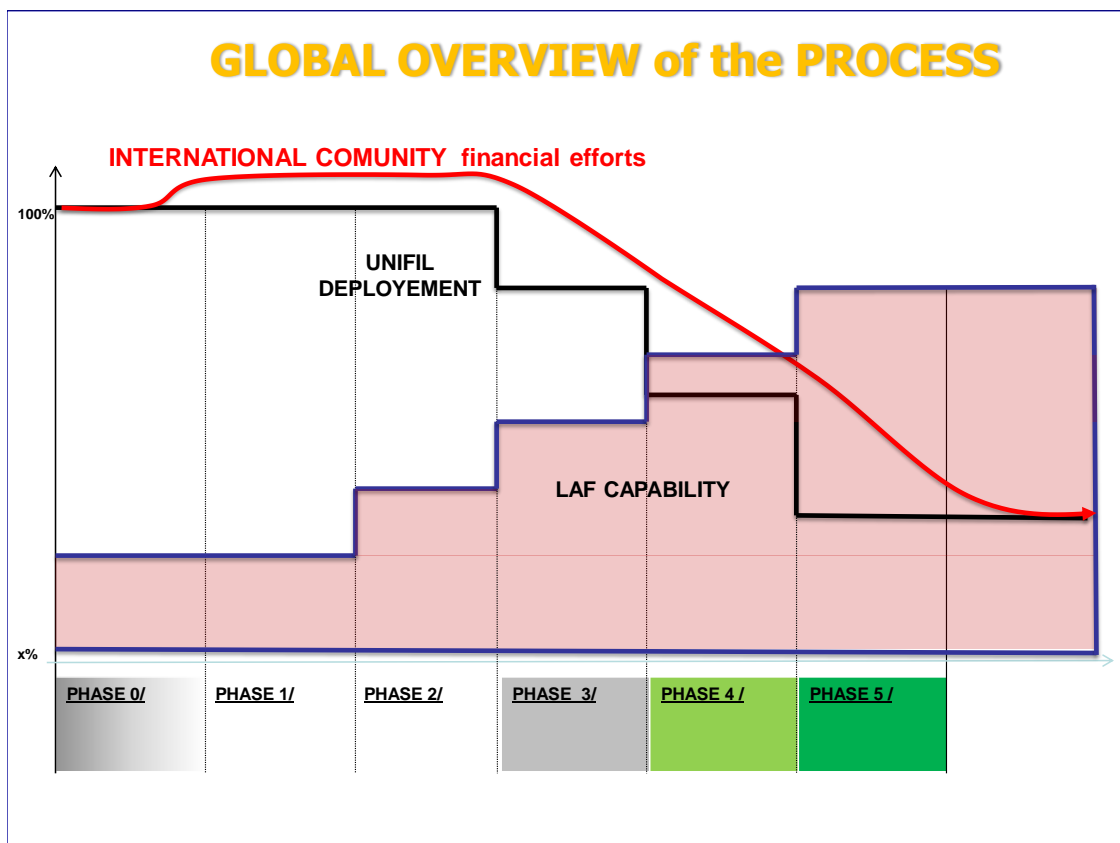 GLOBAL OVERVIEW of the PROCESS
INTERNATIONAL COMUNITY financial efforts
100%
UNIFIL
DEPLOYEMENT
LAF CAPABILITY
x%
PHASE 0/
PHASE 1/
PHASE 2/
PHASE 3/
PHASE 4 /
PHASE 5 /